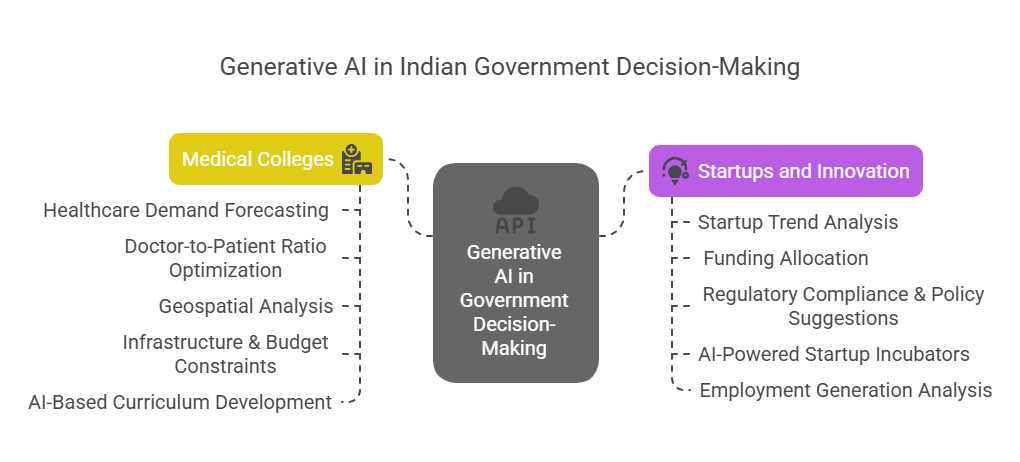 Generative AI in Indian Government Decision-Making
Medical Colleges
Healthcare Demand Forecasting
Doctor-to-Patient Ratio
Optimization
Geospatial Analysis
Infrastructure & Budget
Constraints
AI-Based Curriculum Development
API
Generative
AI in
Government
Decision-
Making
Startups and Innovation
Startup Trend Analysis
Funding Allocation
Regulatory Compliance & Policy
Suggestions
AI-Powered Startup Incubators
Employment Generation Analysis